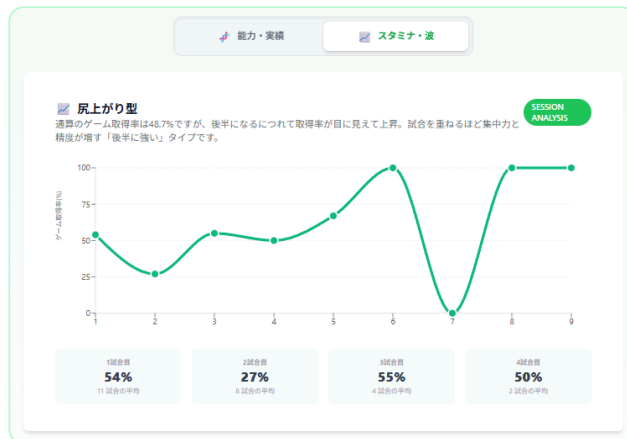 能力・実績
スタミナ・波
尻上がり型
SESSION
ANALYSIS
通算のゲーム取得率は48.7%ですが、後半になるにつれて取得率が目に見えて上昇。試合を重ねるほど集中力と
精度が増す「後半に強い」タイプです。
ゲーム取得率(%)
100
75
50
25
0
1 2 3 4 5 6 7 8 9
1試合目 2試合目 3試合目 4試合目
54% 27% 55% 50%
11 試合の平均 8 試合の平均 4 試合の平均 2 試合の平均